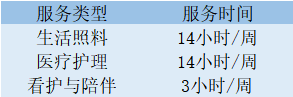 服务类型 服务时间
生活照料 14小时/周
医疗护理 14小时/周
看护与陪伴 3小时/周